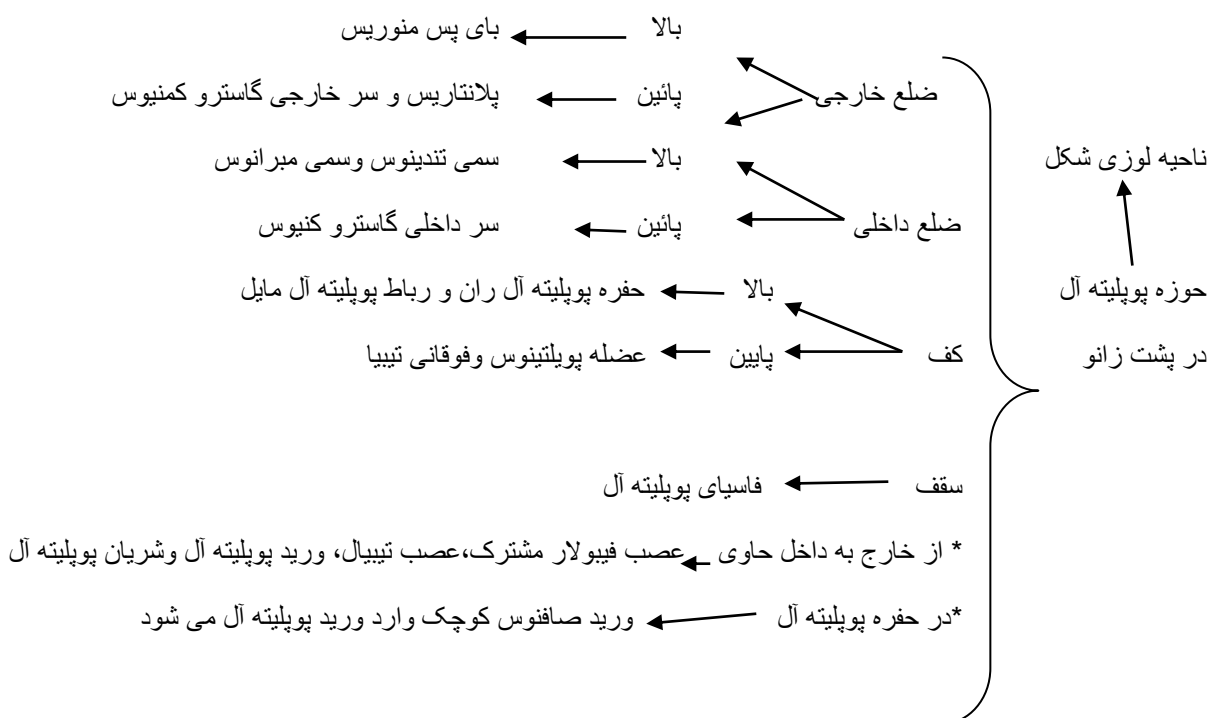 بالا بای پس منوریس
ضلع خارجی پائین پلانتاریس و سر خارجی گاسترو کمنیوس
ناحیه لوزی شکل بالا سمی تندینوس وسمی مبرانوس
ضلع داخلی پائین سر داخلی گاسترو کنیوس
حوزه پوپلیته آل بالا حفره پوپلیته آل ران و رباط پوپلیته آل مایل
در پشت زانو کف پایین عضله پوپلتینوس وفوقانی تیبیا
سقف فاسیای پوپلیته آل
* از خارج به داخل حاوی عصب فیبولار مشترک،عصب تیبیال، ورید پوپلیته آل وشریان پوپلیته آل
*در حفره پوپلیته آل ورید صافنوس کوچک وارد ورید پوپلیته آل می شود